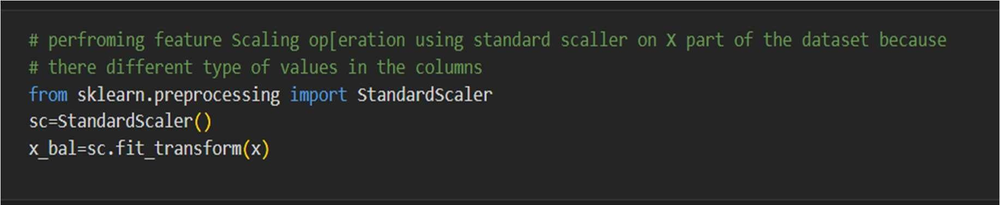 # perfroming feature Scaling op[eration using standard scaller on X part of the dataset because
# there different type of values in the columns
from sklearn.preprocessing import StandardScaler
sc=StandardScaler()
x_bal=sc.fit_transform(x)